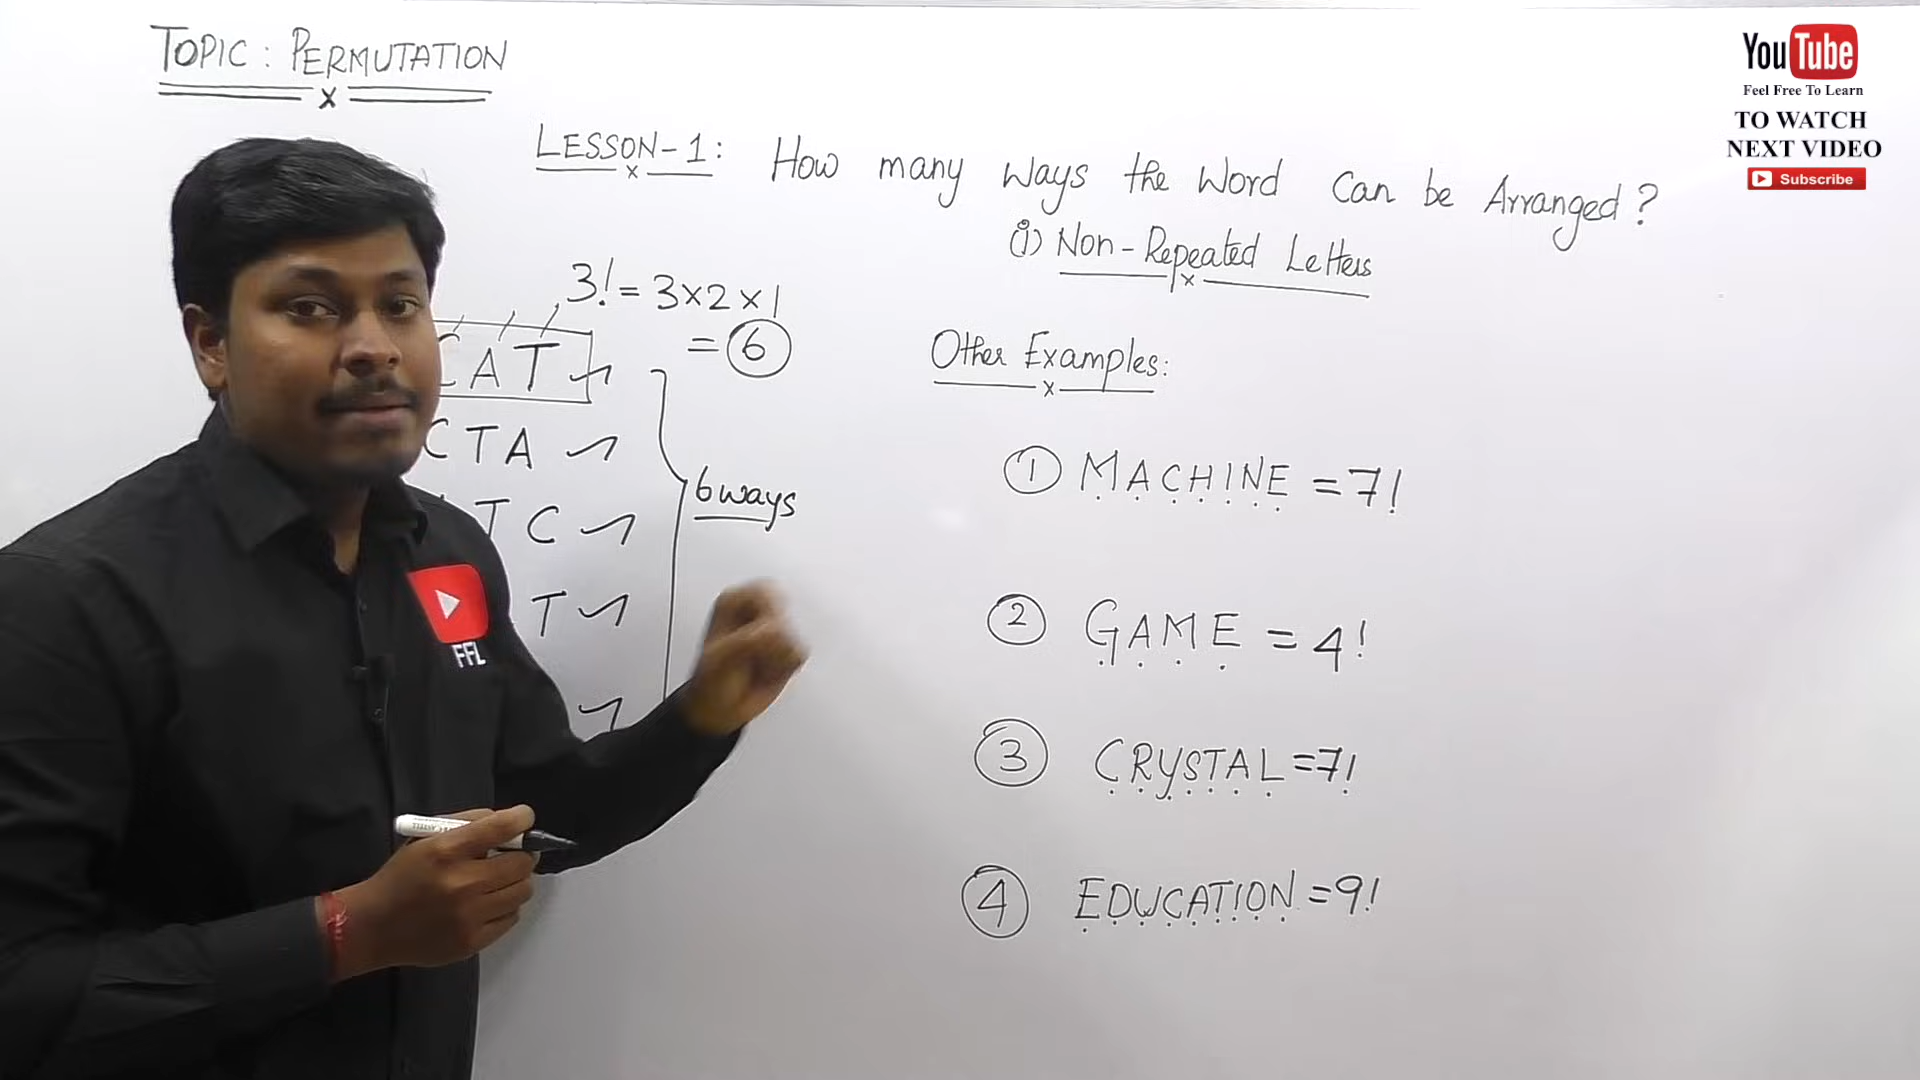 TOPIC: PERMUTATION
x
LESSON-1: How many ways the Word can be Arranged?
x
(i) Non-Repeated Letters
x
3! = 3×2×1
= 6
CAT
CTA
TC
T
6 ways
Other Examples:
x
1 MACHINE = 7!
2 GAME = 4!
3 CRYSTAL = 7!
4 EDUCATION = 9!
FFL
YouTube
Feel Free To Learn
TO WATCH
NEXT VIDEO
Subscribe